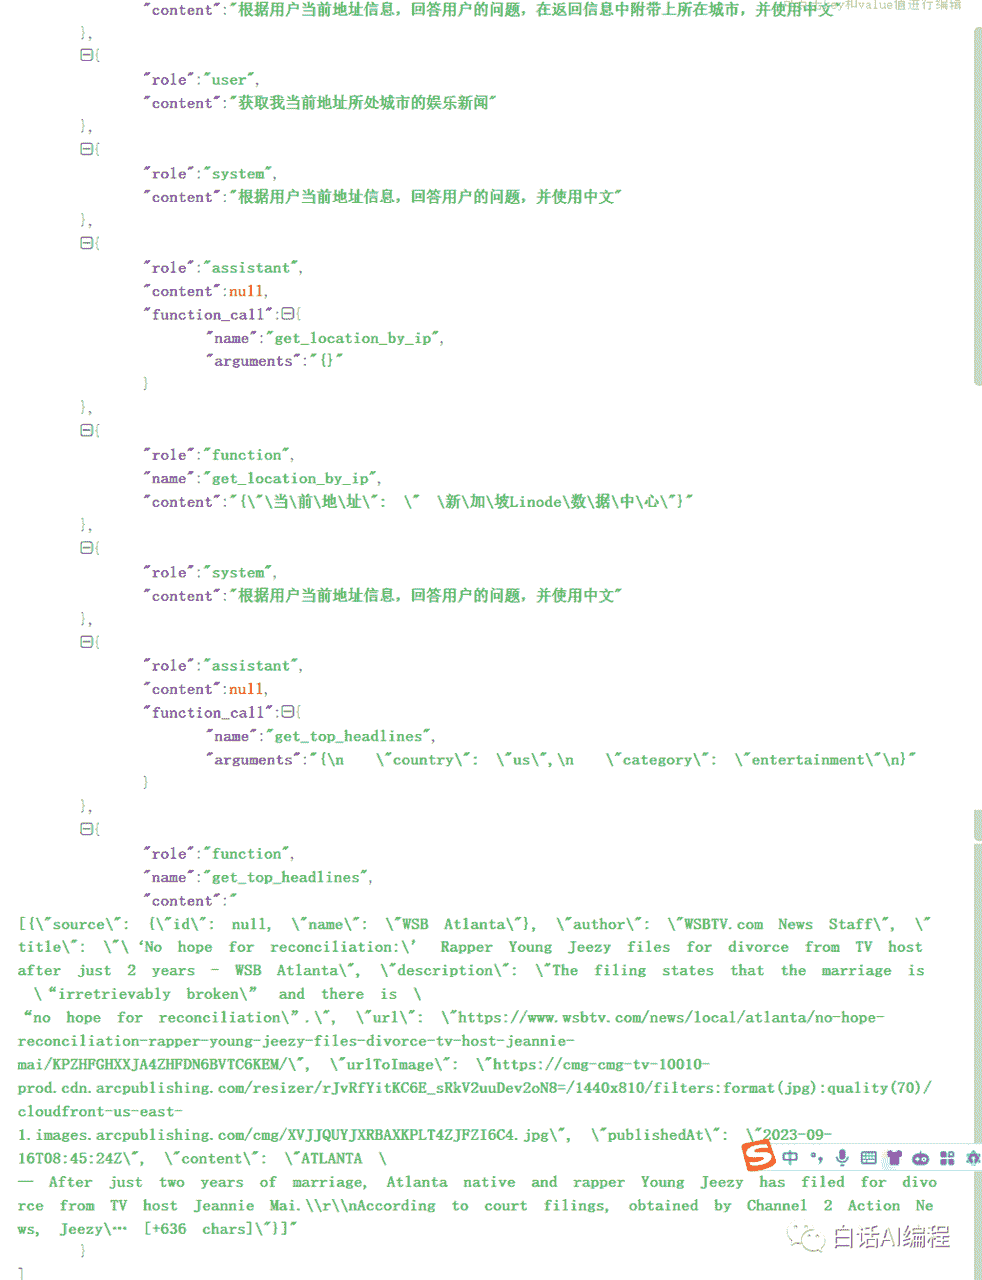 "content":"根据用户当前地址信息，回答用户的问题，在返回信息中附带上所在城市，并使用中文"
key和value值进行编辑
},
{
"role":"user",
"content":"获取我当前地址所处城市的娱乐新闻"
},
{
"role":"system",
"content":"根据用户当前地址信息，回答用户的问题，并使用中文"
},
{
"role":"assistant",
"content":null,
"function_call":{
"name":"get_location_by_ip",
"arguments":"{}"
}
},
{
"role":"function",
"name":"get_location_by_ip",
"content":"{\"\当\前\地\址\": \" \新\加\坡Linode\数\据\中\心\"}"
},
{
"role":"system",
"content":"根据用户当前地址信息，回答用户的问题，并使用中文"
},
{
"role":"assistant",
"content":null,
"function_call":{
"name":"get_top_headlines",
"arguments":"{\n \"country\": \"us\",\n \"category\": \"entertainment\"\n}"
}
},
{
"role":"function",
"name":"get_top_headlines",
"content":"
[{\"source\": {\"id\": null, \"name\": \"WSB Atlanta\"}, \"author\": \"WSBTV.com News Staff\", \"
title\": \"\‘No hope for reconciliation:\’ Rapper Young Jeezy files for divorce from TV host
after just 2 years - WSB Atlanta\", \"description\": \"The filing states that the marriage is
\“irretrievably broken\” and there is \
“no hope for reconciliation\”.\", \"url\": \"https://www.wsbtv.com/news/local/atlanta/no-hope-
reconciliation-rapper-young-jeezy-files-divorce-tv-host-jeannie-
mai/KPZHFGHXXJA4ZHFDN6BVTC6KEM/\", \"urlToImage\": \"https://cmg-cmg-tv-10010-
prod.cdn.arcpublishing.com/resizer/rJvRfYitKC6E_sRkV2uuDev2oN8=/1440x810/filters:format(jpg):quality(70)/
cloudfront-us-east-
1.images.arcpublishing.com/cmg/XVJJQUYJXRBAXKPLT4ZJFZI6C4.jpg\", \"publishedAt\": \"2023-09-
16T08:45:24Z\", \"content\": \"ATLANTA \
— After just two years of marriage, Atlanta native and rapper Young Jeezy has filed for divo
rce from TV host Jeannie Mai.\\r\\nAccording to court filings, obtained by Channel 2 Action Ne
ws, Jeezy\… [+636 chars]\"}]"
}
]
中
白话AI编程